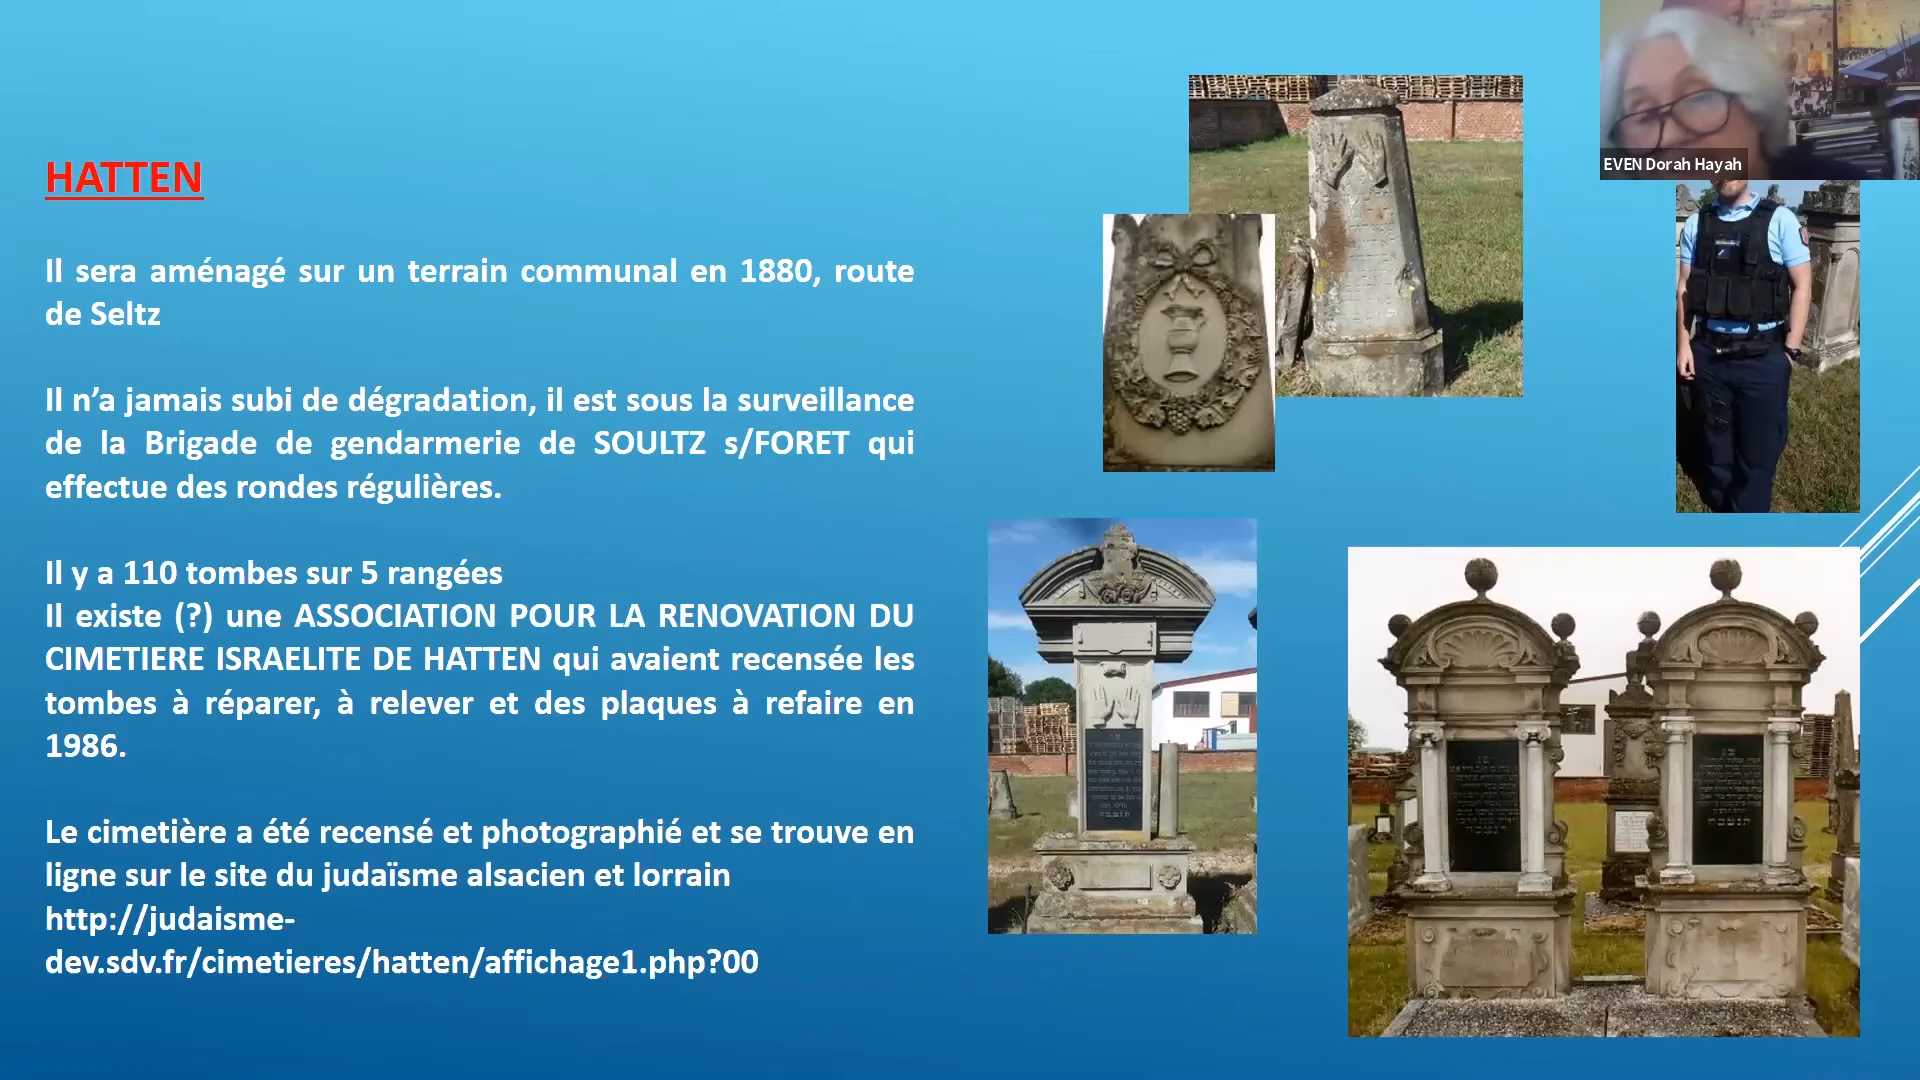 EVEN Dorah Hayah
HATTEN
Il sera aménagé sur un terrain communal en 1880, route
de Seltz
Il n’a jamais subi de dégradation, il est sous la surveillance
de la Brigade de gendarmerie de SOULTZ s/FORET qui
effectue des rondes régulières.
Il y a 110 tombes sur 5 rangées
Il existe (?) une ASSOCIATION POUR LA RENOVATION DU
CIMETIERE ISRAELITE DE HATTEN qui avaient recensée les
tombes à réparer, à relever et des plaques à refaire en
1986.
Le cimetière a été recensé et photographié et se trouve en
ligne sur le site du judaïsme alsacien et lorrain
http://judaisme-
dev.sdv.fr/cimetieres/hatten/affichage1.php?00